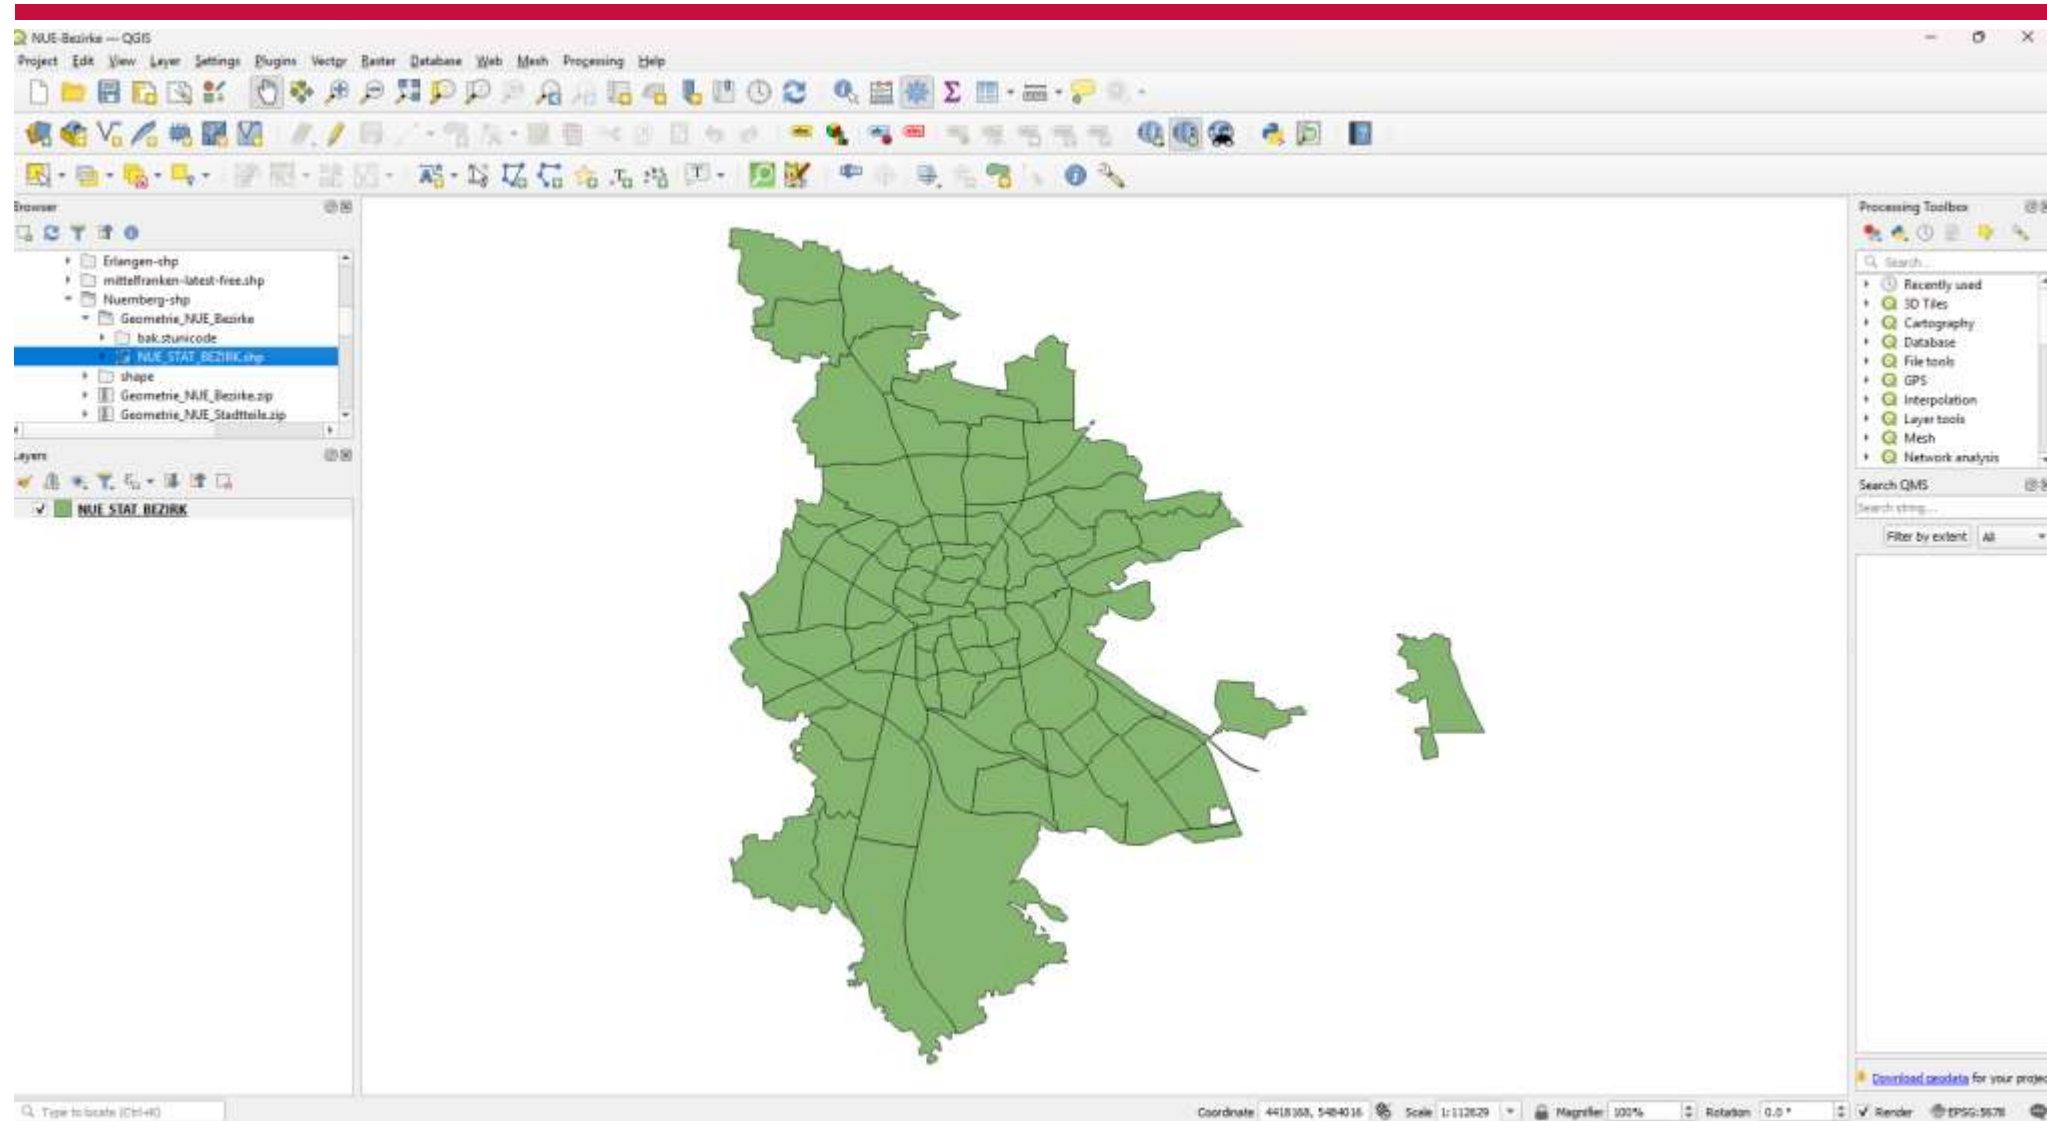 NUE-Bezirke — QGIS
Project Edit View Layer Settings Plugins Vector Raster Database Web Mesh Processing Help
Browser
Erlangen-shp
mittelfranken-latest-free.shp
Nuernberg-shp
Geometrie_NUE_Bezirke
bak.stunicode
NUE_STAT_BEZIRK.shp
shape
Geometrie_NUE_Bezirke.zip
Geometrie_NUE_Stadtteile.zip
Layers
NUE_STAT_BEZIRK
Processing Toolbox
Search...
Recently used
3D Tiles
Cartography
Database
File tools
GPS
Interpolation
Layer tools
Mesh
Network analysis
Search QMS
Search string...
Filter by extent All
Download geodata for your projec
Type to locate (Ctrl+K)
Coordinate 4418168, 5484016 Scale 1:112629 Magnifier 100% Rotation 0.0 ° Render EPSG:5678